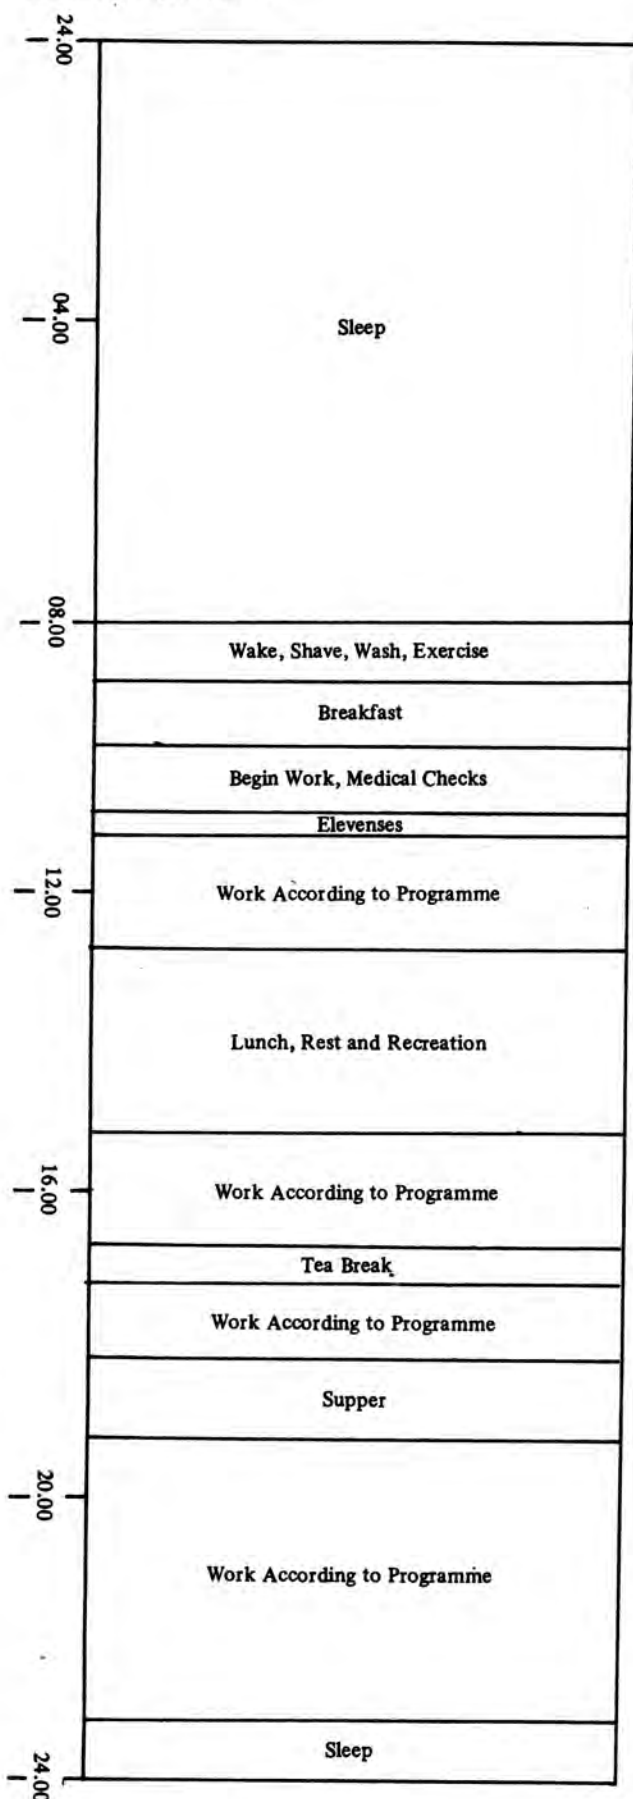 24.00
Sleep
04.00
08.00
Wake, Shave, Wash, Exercise
Breakfast
Begin Work, Medical Checks
Elevenses
12.00
Work According to Programme
Lunch, Rest and Recreation
16.00
Work According to Programme
Tea Break
Work According to Programme
Supper
20.00
Work According to Programme
Sleep
24.00